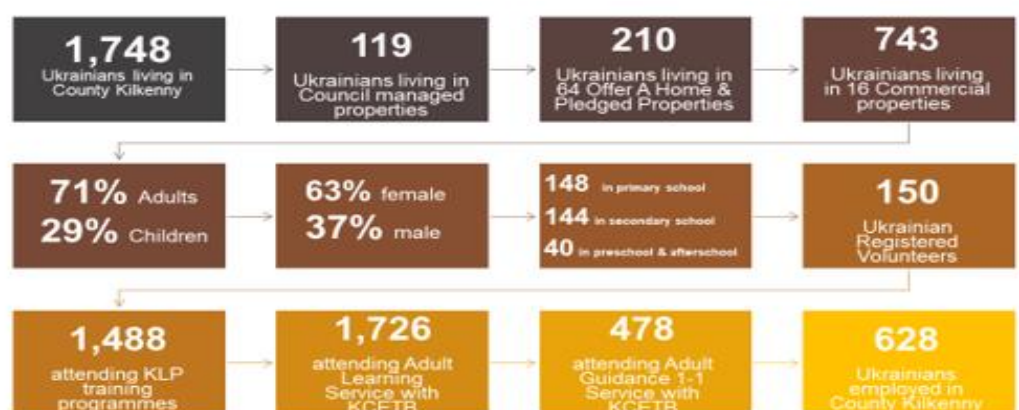 1,748
Ukrainians living in
County Kilkenny
119
Ukrainians living in
Council managed
properties
210
Ukrainians living in
64 Offer A Home &
Pledged Properties
743
Ukrainians living
in 16 Commercial
properties
71% Adults
29% Children
63% female
37% male
148 in primary school
144 in secondary school
40 in preschool & afterschool
150
Ukrainian
Registered
Volunteers
1,488
attending KLP
training
programmes
1,726
attending Adult
Learning
Service with
KCETB
478
attending Adult
Guidance 1-1
Service with
KCETB
628
Ukrainians
employed in
County Kilkenny